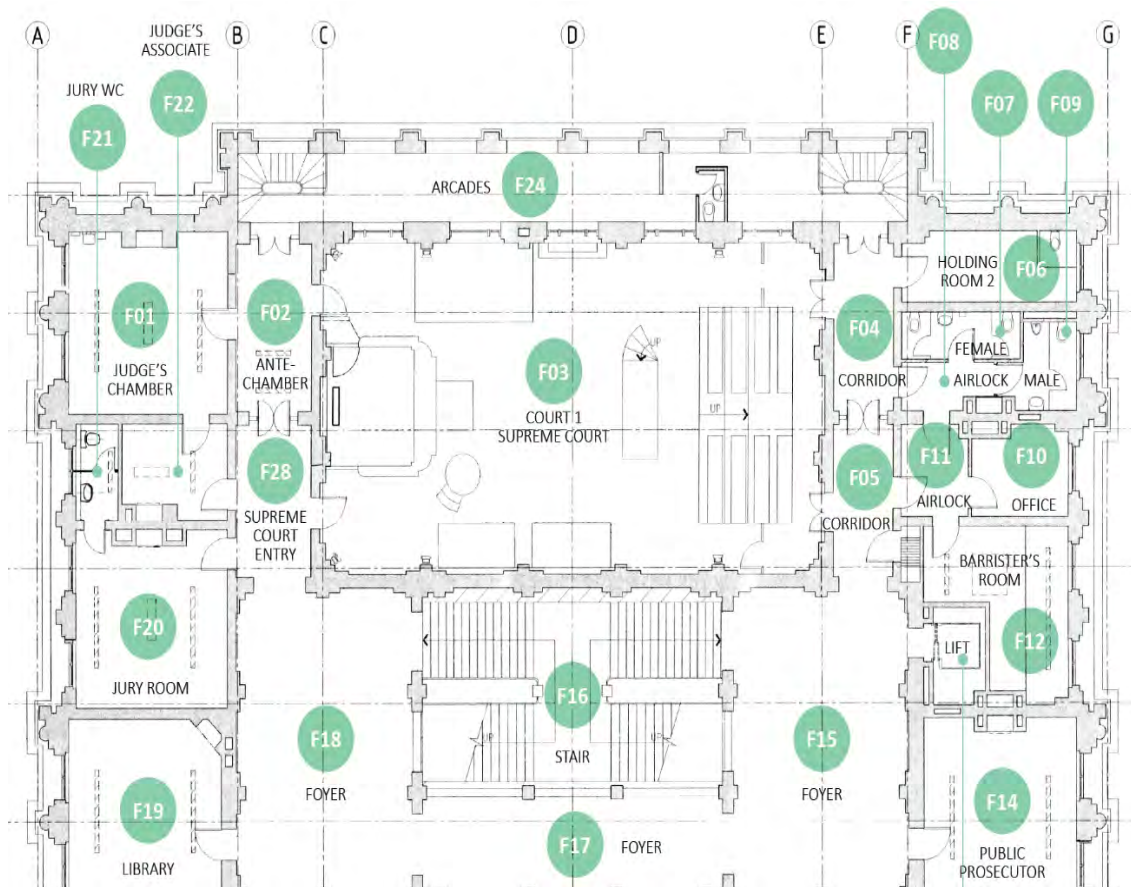 A
JUDGE'S
ASSOCIATE
B
C
D
E
F
F08
G
JURY WC
F22
F07
F09
F21
ARCADES
F24
HOLDING
ROOM 2
F06
F01
F02
F04
FEMALE
JUDGE'S
CHAMBER
ANTE-
CHAMBER
F03
COURT 1
SUPREME COURT
UP
UP
CORRIDOR
AIRLOCK
MALE
F28
F05
F11
F10
SUPREME
COURT
ENTRY
CORRIDOR
AIRLOCK
OFFICE
BARRISTER'S
ROOM
F20
JURY ROOM
F12
LIFT
F16
STAIR
UP
UP
F18
FOYER
F15
FOYER
F19
LIBRARY
F17
FOYER
F14
PUBLIC
PROSECUTOR